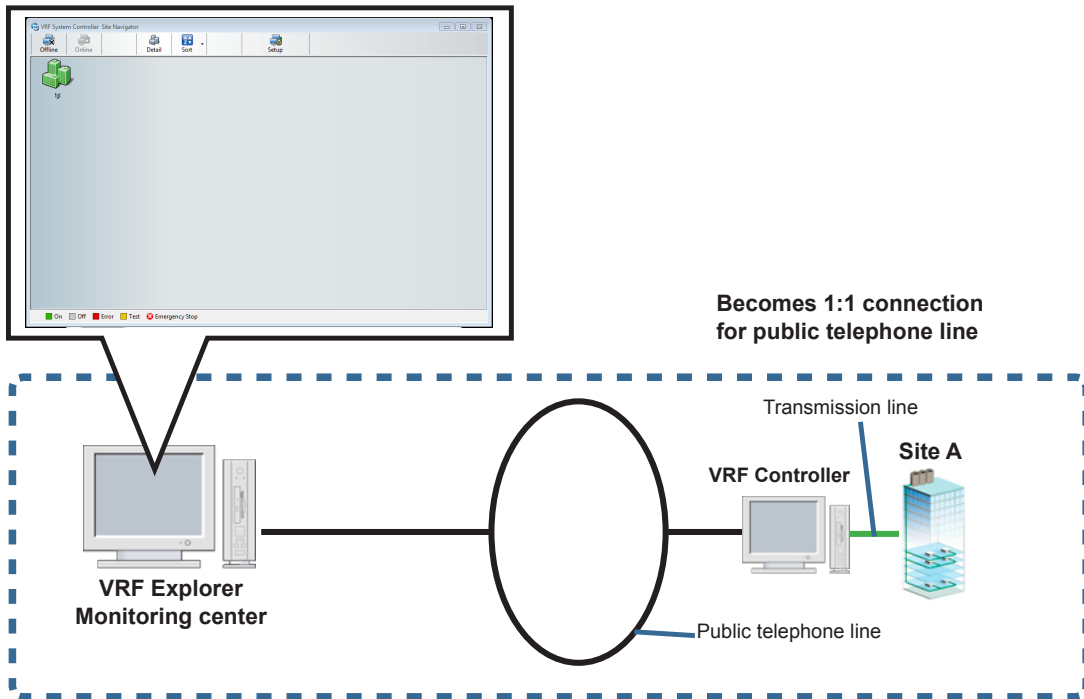 VRF System Controller Site Navigator
Offline
Online
Detail
Sort
Setup
On
Off
Error
Test
Emergency Stop
Becomes 1:1 connection
for public telephone line
Transmission line
Site A
VRF Controller
VRF Explorer
Monitoring center
Public telephone line